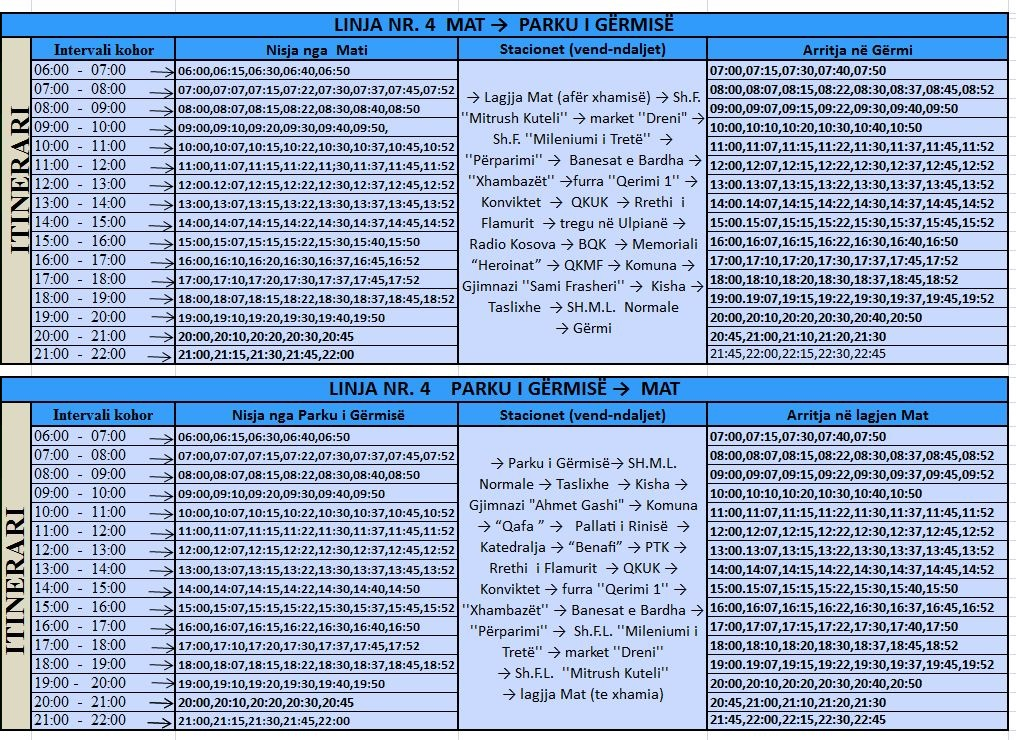 LINJA NR. 4 MAT → PARKU I GËRMISË
ITINERARI
Intervali kohor Nisja nga Mati Stacionet (vend-ndaljet) Arritja në Gërmi
06:00 - 07:00 → 06:00,06:15,06:30,06:40,06:50 07:00,07:15,07:30,07:40,07:50
07:00 - 08:00 → 07:00,07:07,07:15,07:22,07:30,07:37,07:45,07:52 08:00,08:07,08:15,08:22,08:30,08:37,08:45,08:52
08:00 - 09:00 → 08:00,08:07,08:15,08:22,08:30,08:40,08:50 09:00,09:07,09:15,09:22,09:30,09:40,09:50
09:00 - 10:00 → 09:00,09:10,09:20,09:30,09:40,09:50, 10:00,10:10,10:20,10:30,10:40,10:50
10:00 - 11:00 → 10:00,10:07,10:15,10:22,10:30,10:37,10:45,10:52 11:00,11:07,11:15,11:22,11:30,11:37,11:45,11:52
11:00 - 12:00 → 11:00,11:07,11:15,11:22,11;30,11:37,11:45,11:52 12:00,12:07,12:15,12:22,12:30,12:37,12:45,12:52
12:00 - 13:00 → 12:00.12:07,12:15,12:22,12:30,12:37,12:45,12:52 13:00.13:07,13:15,13:22,13:30,13:37,13:45,13:52
13:00 - 14:00 → 13:00,13:07,13:15,13:22,13:30,13:37,13:45,13:52 14:00.14:07,14:15,14:22,14:30,14:37,14:45,14:52
14:00 - 15:00 → 14:00,14:07,14:15,14:22,14:30,14:37,14:45,14:52 15:00.15:07,15:15,15:22,15:30,15:37,15:45,15:52
15:00 - 16:00 → 15:00,15:07,15:15,15:22,15:30,15:40,15:50 16:00,16:07,16:15,16:22,16:30,16:40,16:50
16:00 - 17:00 → 16:00,16:10,16:20,16:30,16:37,16:45,16:52 17:00,17:10,17:20,17:30,17:37,17:45,17:52
17:00 - 18:00 → 17:00,17:10,17:20,17:30,17:37,17:45,17:52 18:00,18:10,18:20,18:30,18:37,18:45,18:52
18:00 - 19:00 → 18:00,18:07,18:15,18:22,18:30,18:37,18:45,18:52 19:00.19:07,19:15,19:22,19:30,19:37,19:45,19:52
19:00 - 20:00 → 19:00,19:10,19:20,19:30,19:40,19:50 20:00,20:10,20:20,20:30,20:40,20:50
20:00 - 21:00 → 20:00,20:10,20:20,20:30,20:45 20:45,21:00,21:10,21:20,21:30
21:00 - 22:00 → 21:00,21:15,21:30,21:45,22:00 21:45,22:00,22:15,22:30,22:45
→ Lagjja Mat (afër xhamisë) → Sh.F.
''Mitrush Kuteli'' → market ''Dreni" →
Sh.F. ''Mileniumi i Tretë'' →
''Përparimi'' → Banesat e Bardha →
''Xhambazët'' →furra ''Qerimi 1'' →
Konviktet → QKUK → Rrethi i
Flamurit → tregu në Ulpianë →
Radio Kosova → BQK → Memoriali
“Heroinat” → QKMF → Komuna →
Gjimnazi ''Sami Frasheri'' → Kisha →
Taslixhe → SH.M.L. Normale
→ Gërmi
LINJA NR. 4 PARKU I GËRMISË → MAT
ITINERARI
Intervali kohor Nisja nga Parku i Gërmisë Stacionet (vend-ndaljet) Arritja në lagjen Mat
06:00 - 07:00 → 06:00,06:15,06:30,06:40,06:50 07:00,07:15,07:30,07:40,07:50
07:00 - 08:00 → 07:00,07:07,07:15,07:22,07:30,07:37,07:45,07:52 08:00,08:07,08:15,08:22,08:30,08:37,08:45,08:52
08:00 - 09:00 → 08:00,08:07,08:15,08:22,08:30,08:40,08:50 09:00,09:07,09:15,09:22,09:30,09:37,09:45,09:52
09:00 - 10:00 → 09:00,09:10,09:20,09:30,09:40,09:50 10:00,10:10,10:20,10:30,10:40,10:50
10:00 - 11:00 → 10:00,10:07,10:15,10:22,10:30,10:37,10:45,10:52 11:00,11:07,11:15,11:22,11:30,11:37,11:45,11:52
11:00 - 12:00 → 11:00,11:07,11:15,11:22,11:30,11:37,11:45,11:52 12:00,12:07,12:15,12:22,12:30,12:37,12:45,12:52
12:00 - 13:00 → 12:00,12:07,12:15,12:22,12:30,12:37,12:45,12:52 13:00.13:07,13:15,13:22,13:30,13:37,13:45,13:52
13:00 - 14:00 → 13:00,13:07,13:15,13:22,13:30,13:37,13:45,13:52 14:00,14:07,14:15,14:22,14:30,14:37,14:45,14:52
14:00 - 15:00 → 14:00,14:07,14:15,14:22,14:30,14:40,14:50 15:00.15:07,15:15,15:22,15:30,15:40,15:50
15:00 - 16:00 → 15:00,15:07,15:15,15:22,15:30,15:37,15:45,15:52 16:00,16:07,16:15,16:22,16:30,16:37,16:45,16:52
16:00 - 17:00 → 16:00,16:07,16:15,16:22,16:30,16:40,16:50 17:00,17:07,17:15,17:22,17:30,17:40,17:50
17:00 - 18:00 → 17:00,17:10,17:20,17:30,17:37,17:45,17:52 18:00,18:10,18:20,18:30,18:37,18:45,18:52
18:00 - 19:00 → 18:00,18:07,18:15,18:22,18:30,18:37,18:45,18:52 19:00.19:07,19:15,19:22,19:30,19:37,19:45,19:52
19:00 - 20:00 → 19:00,19:10,19:20,19:30,19:40,19:50 20:00,20:10,20:20,20:30,20:40,20:50
20:00 - 21:00 → 20:00,20:10,20:20,20:30,20:45 20:45,21:00,21:10,21:20,21:30
21:00 - 22:00 → 21:00,21:15,21:30,21:45,22:00 21:45,22:00,22:15,22:30,22:45
→ Parku i Gërmisë→ SH.M.L.
Normale → Taslixhe → Kisha →
Gjimnazi "Ahmet Gashi" → Komuna
→ “Qafa ” → Pallati i Rinisë →
Katedralja → “Benafi” → PTK →
Rrethi i Flamurit → QKUK →
Konviktet → furra ''Qerimi 1'' →
''Xhambazët'' → Banesat e Bardha →
''Përparimi'' → Sh.F.L. ''Mileniumi i
Tretë'' → market ''Dreni''
→ Sh.F.L. ''Mitrush Kuteli''
→ lagjja Mat (te xhamia)